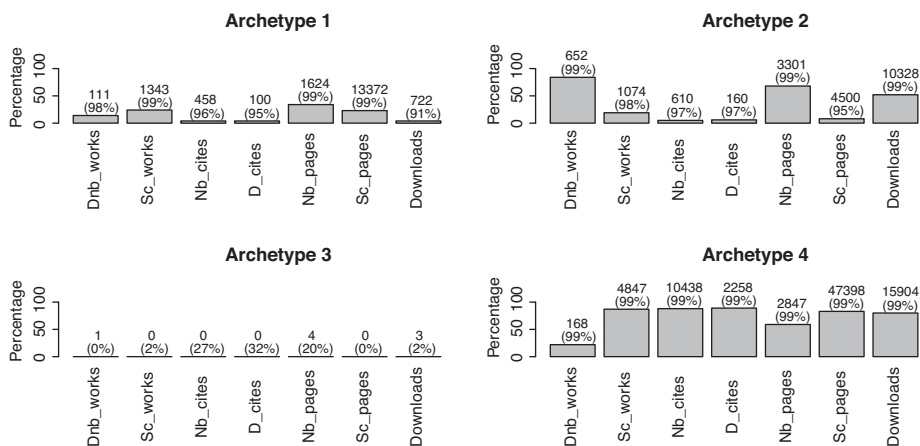 Archetype 1
Percentage
0 50 100
111 1343 458 100 1624 13372 722
(98%) (99%) (96%) (95%) (99%) (99%) (91%)
Dnb_works Sc_works Nb_cites D_cites Nb_pages Sc_pages Downloads
Archetype 2
Percentage
0 50 100
652 1074 610 160 3301 4500 10328
(99%) (98%) (97%) (97%) (99%) (95%) (99%)
Dnb_works Sc_works Nb_cites D_cites Nb_pages Sc_pages Downloads
Archetype 3
Percentage
0 50 100
1 0 0 0 4 0 3
(0%) (2%) (27%) (32%) (20%) (0%) (2%)
Dnb_works Sc_works Nb_cites D_cites Nb_pages Sc_pages Downloads
Archetype 4
Percentage
0 50 100
168 4847 10438 2258 2847 47398 15904
(99%) (99%) (99%) (99%) (99%) (99%) (99%)
Dnb_works Sc_works Nb_cites D_cites Nb_pages Sc_pages Downloads